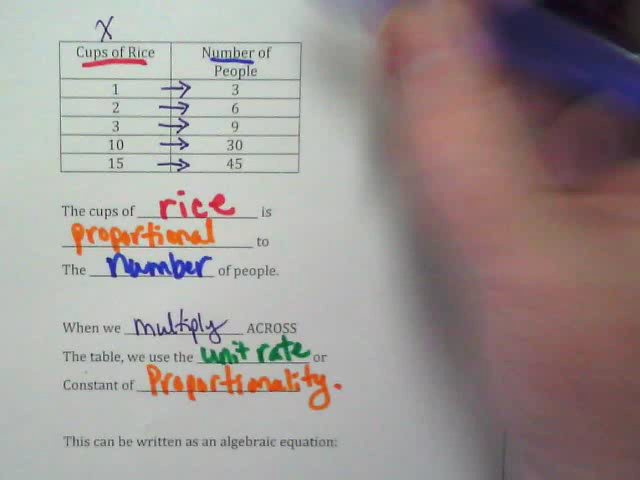 X
Cups of Rice Number of People
1 → 3
2 → 6
3 → 9
10 → 30
15 → 45
The cups of rice is
proportional to
The number of people.
When we multiply ACROSS
The table, we use the unit rate or
Constant of Proportionality.
This can be written as an algebraic equation: